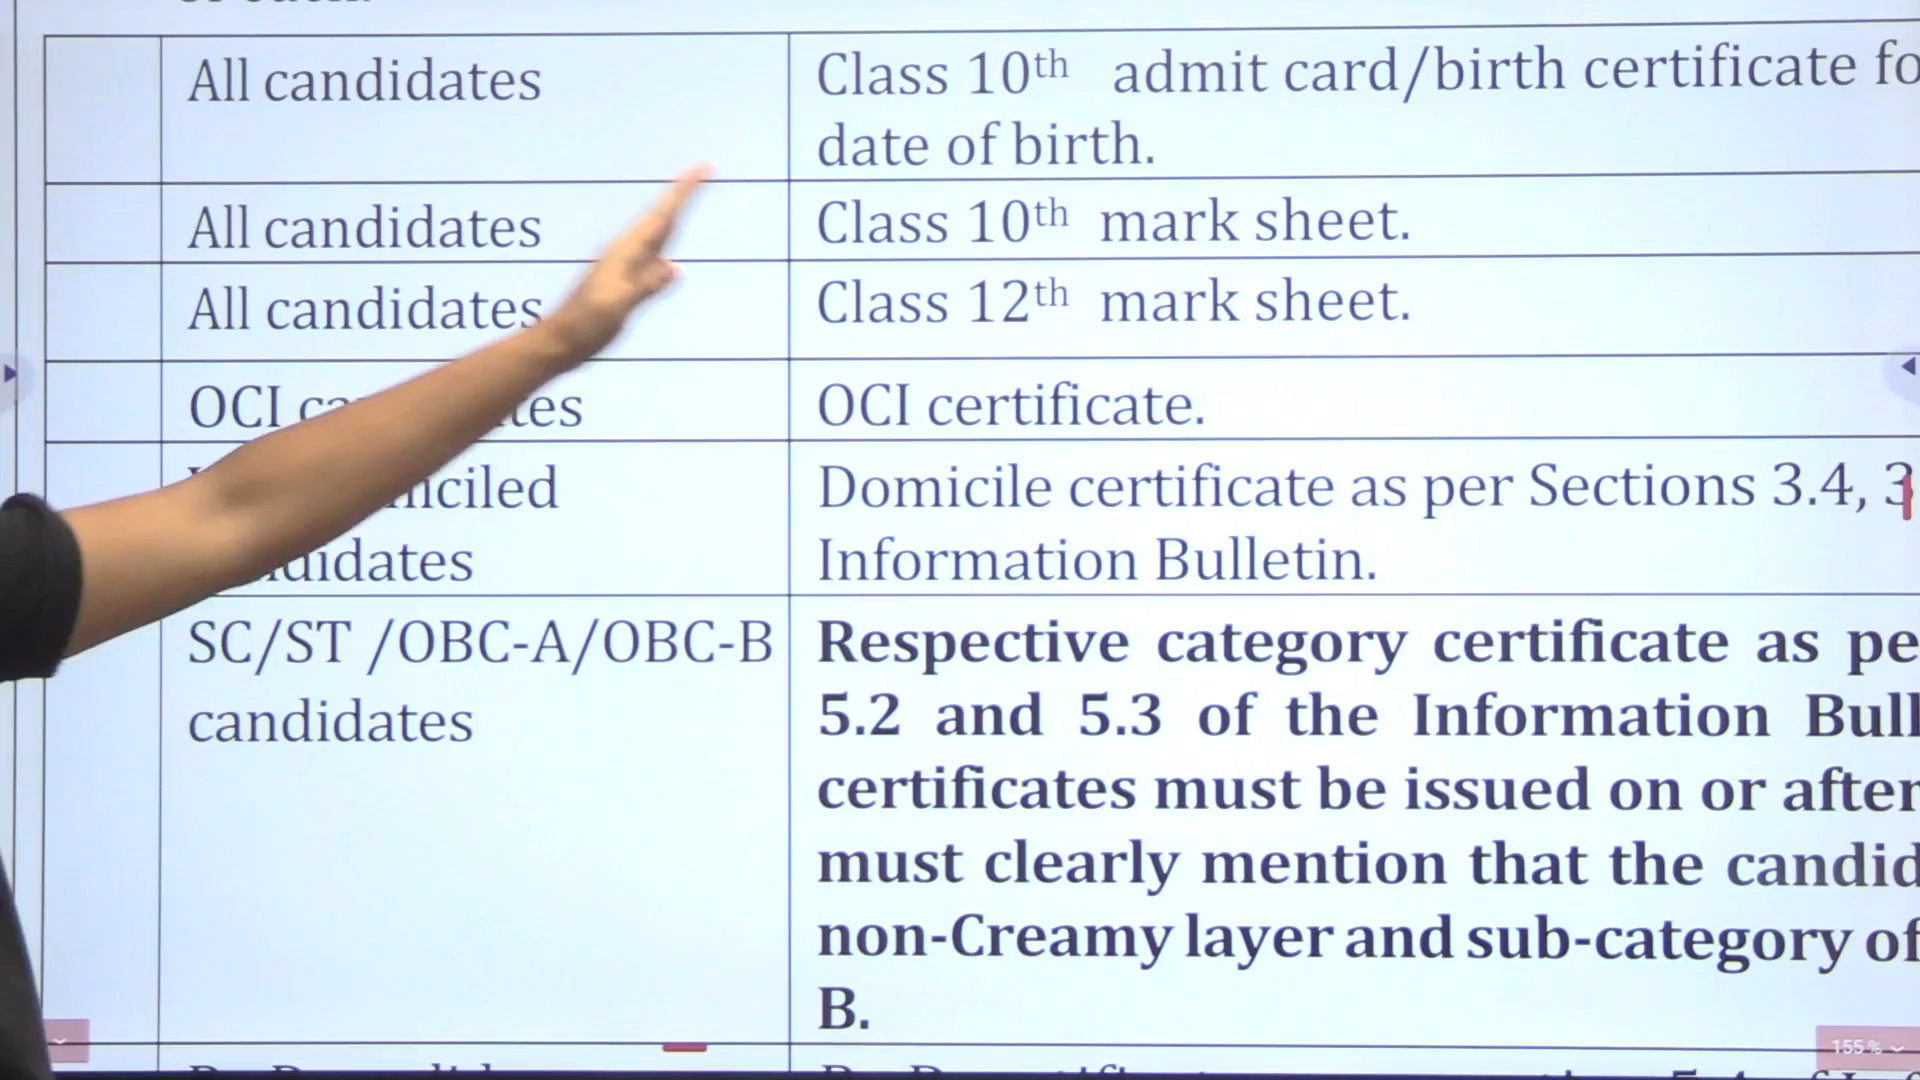 All candidates
Class 10th admit card/birth certificate fo
date of birth.
All candidates
Class 10th mark sheet.
All candidates
Class 12th mark sheet.
OCI
OCI certificate.
Domicile certificate as per Sections 3.4, 3
Information Bulletin.
SC/ST /OBC-A/OBC-B
candidates
Respective category certificate as pe
5.2 and 5.3 of the Information Bull
certificates must be issued on or after
must clearly mention that the candid
non-Creamy layer and sub-category of
B.
155 %